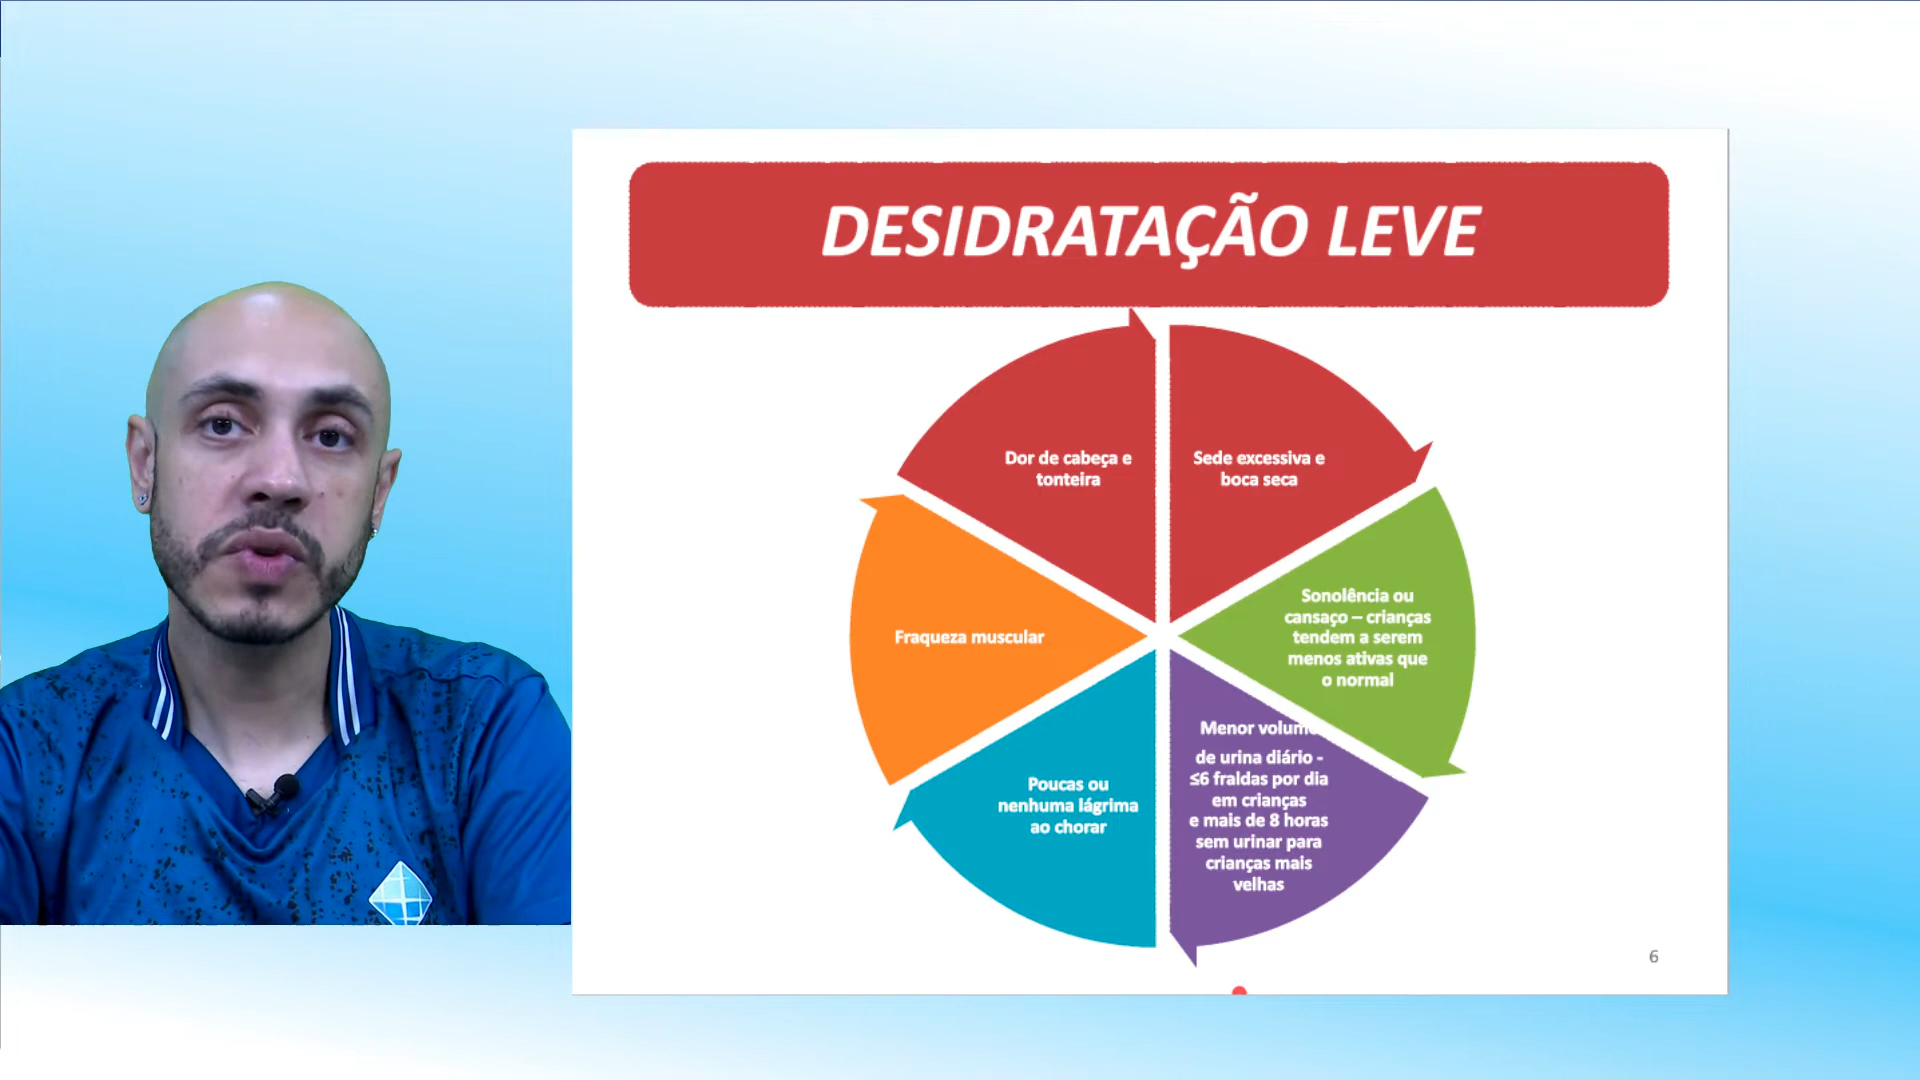 DESIDRATAÇÃO LEVE
Dor de cabeça e
tonteira
Sede excessiva e
boca seca
Sonolência ou
cansaço – crianças
tendem a serem
menos ativas que
o normal
Menor volume
de urina diário -
≤6 fraldas por dia
em crianças
e mais de 8 horas
sem urinar para
crianças mais
velhas
Poucas ou
nenhuma lágrima
ao chorar
Fraqueza muscular
6